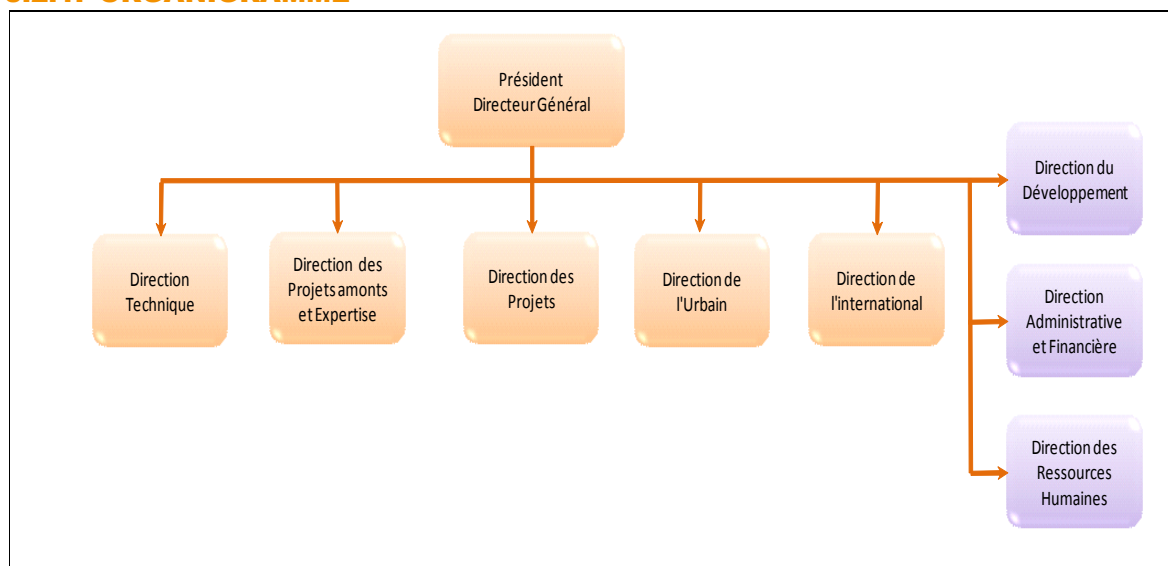 ORGANIGRAMME
Président
Directeur Général
Direction du
Développement
Direction
Technique
Direction des
Projets amonts
et Expertise
Direction des
Projets
Direction de
l'Urbain
Direction de
l'international
Direction
Administrative
et Financière
Direction des
Ressources
Humaines